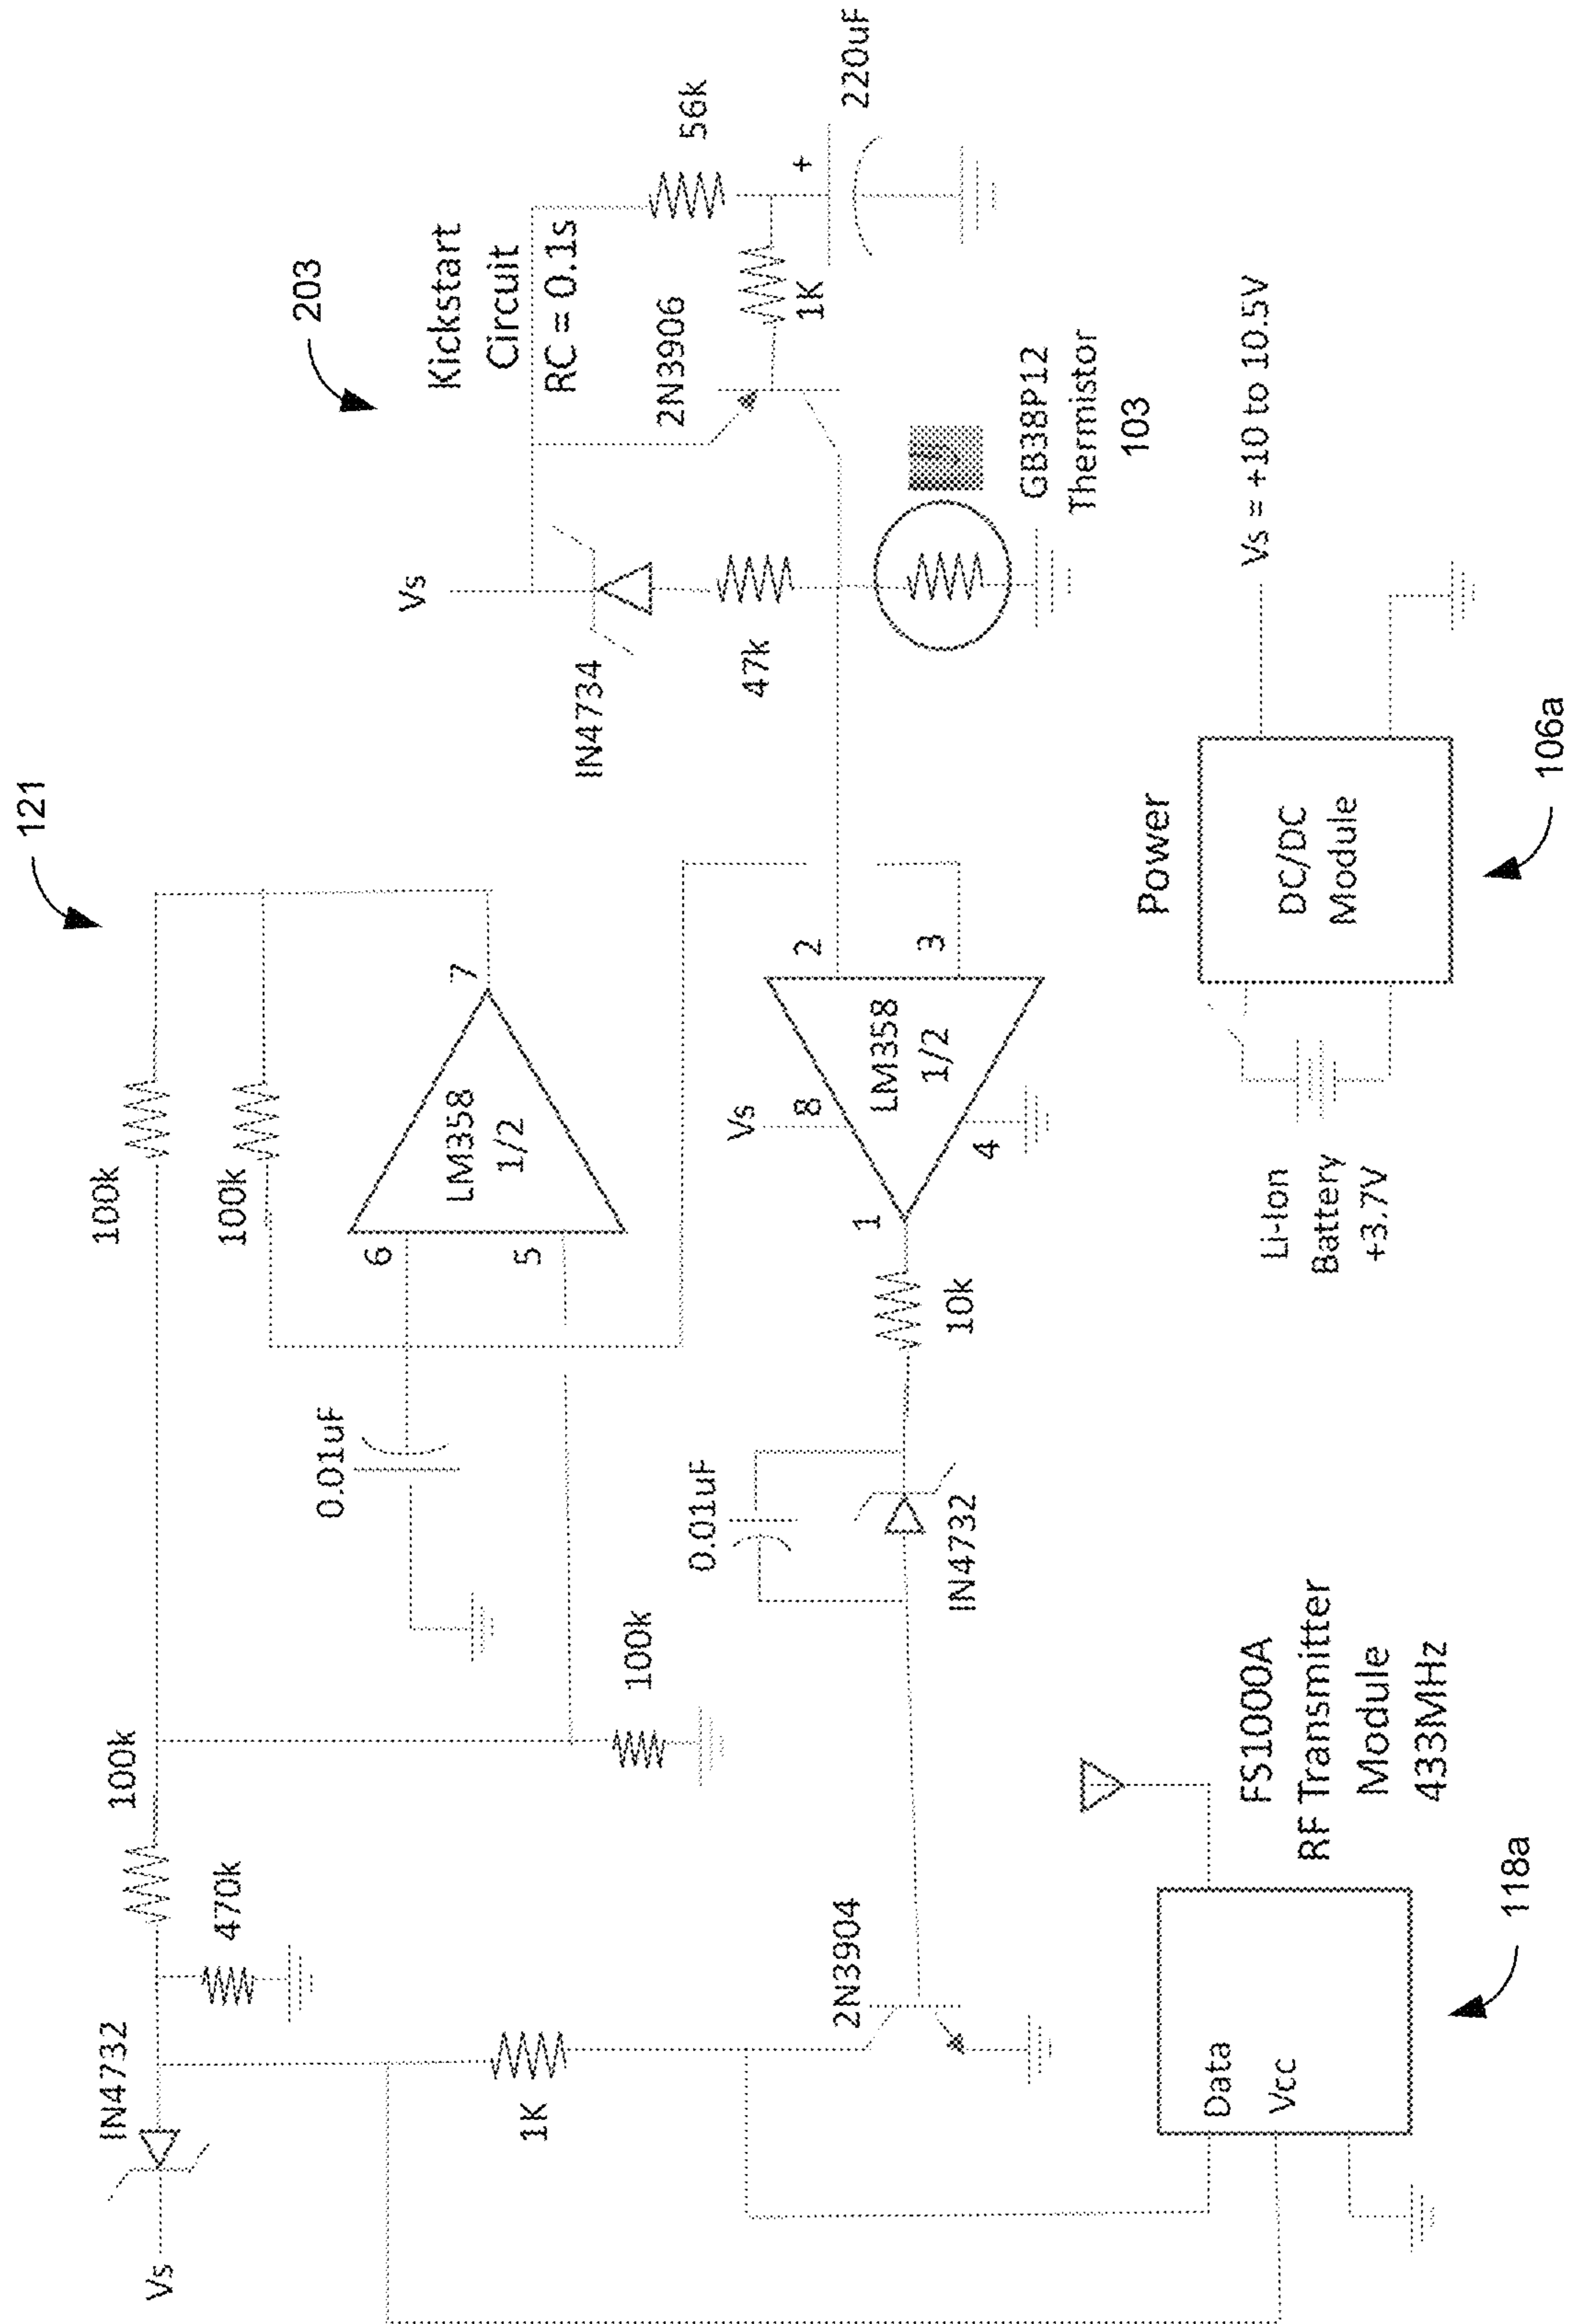 121
203
Kickstart
Circuit
RC = 0.1s
Vs
IN4732
470k
100k
100k
100k
0.01uF
6
5
LM358
1/2
7
100k
Vs
IN4734
47k
2N3906
1K
56k
+
220uF
GB38P12
Thermistor
103
1K
2N3904
0.01uF
IN4732
10k
1
Vs
8
4
LM358
1/2
2
3
Data
Vcc
FS1000A
RF Transmitter
Module
433MHz
118a
Li-Ion
Battery
+3.7V
Power
DC/DC
Module
106a
Vs = +10 to 10.5V